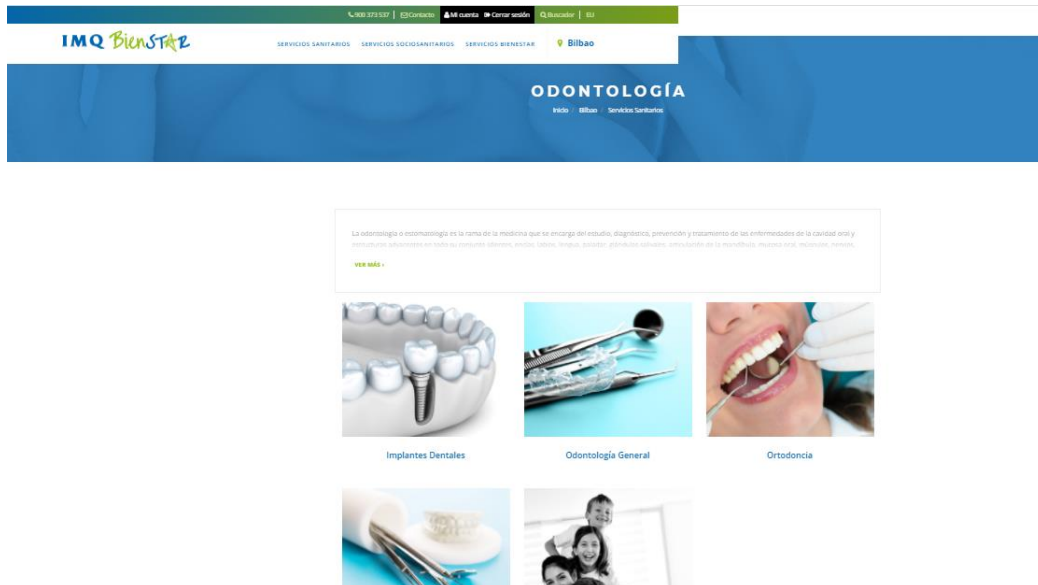 900 373 537 | Contacto Mi cuenta Cerrar sesión Buscador | EU
IMQ BienSTAR
SERVICIOS SANITARIOS SERVICIOS SOCIOSANITARIOS SERVICIOS BIENESTAR Bilbao
ODONTOLOGÍA
Inicio / Bilbao / Servicios Sanitarios
La odontología o estomatología es la rama de la medicina que se encarga del estudio, diagnóstico, prevención y tratamiento de las enfermedades de la cavidad oral y
VER MÁS
Implantes Dentales
Odontología General
Ortodoncia